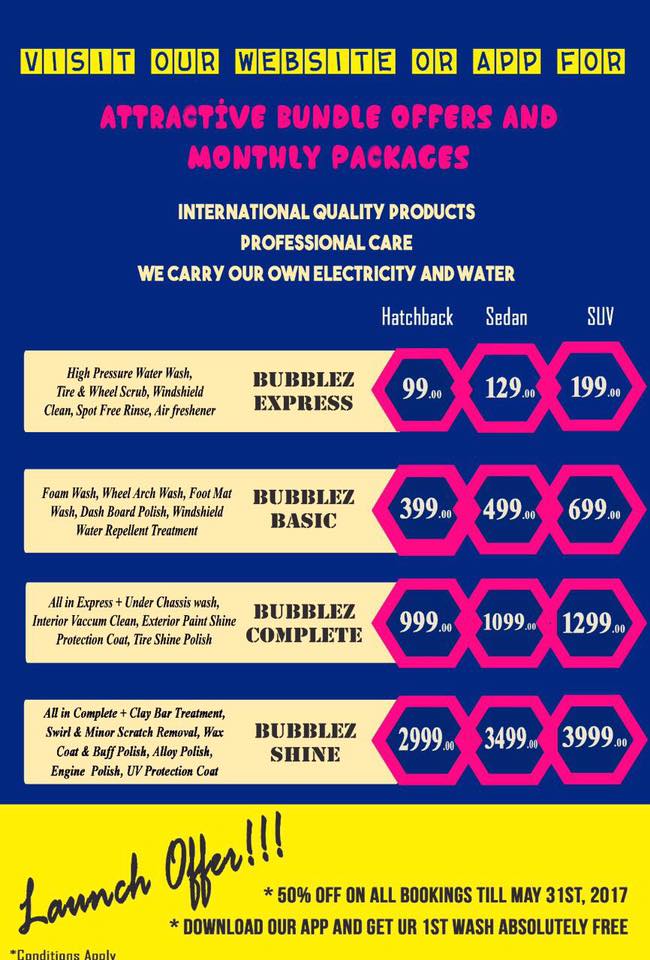 VISIT OUR WEBSITE OR APP FOR
ATTRACTIVE BUNDLE OFFERS AND
MONTHLY PACKAGES
INTERNATIONAL QUALITY PRODUCTS
PROFESSIONAL CARE
WE CARRY OUR OWN ELECTRICITY AND WATER
Hatchback Sedan SUV
High Pressure Water Wash,
Tire & Wheel Scrub, Windshield
Clean, Spot Free Rinse, Air freshener
BUBBLEZ
EXPRESS
99.00 129.00 199.00
Foam Wash, Wheel Arch Wash, Foot Mat
Wash, Dash Board Polish, Windshield
Water Repellent Treatment
BUBBLEZ
BASIC
399.00 499.00 699.00
All in Express + Under Chassis wash,
Interior Vaccum Clean, Exterior Paint Shine
Protection Coat, Tire Shine Polish
BUBBLEZ
COMPLETE
999.00 1099.00 1299.00
All in Complete + Clay Bar Treatment,
Swirl & Minor Scratch Removal, Wax
Coat & Buff Polish, Alloy Polish,
Engine Polish, UV Protection Coat
BUBBLEZ
SHINE
2999.00 3499.00 3999.00
Launch Offer!!!
* 50% OFF ON ALL BOOKINGS TILL MAY 31ST, 2017
* DOWNLOAD OUR APP AND GET UR 1ST WASH ABSOLUTELY FREE
*Conditions Apply